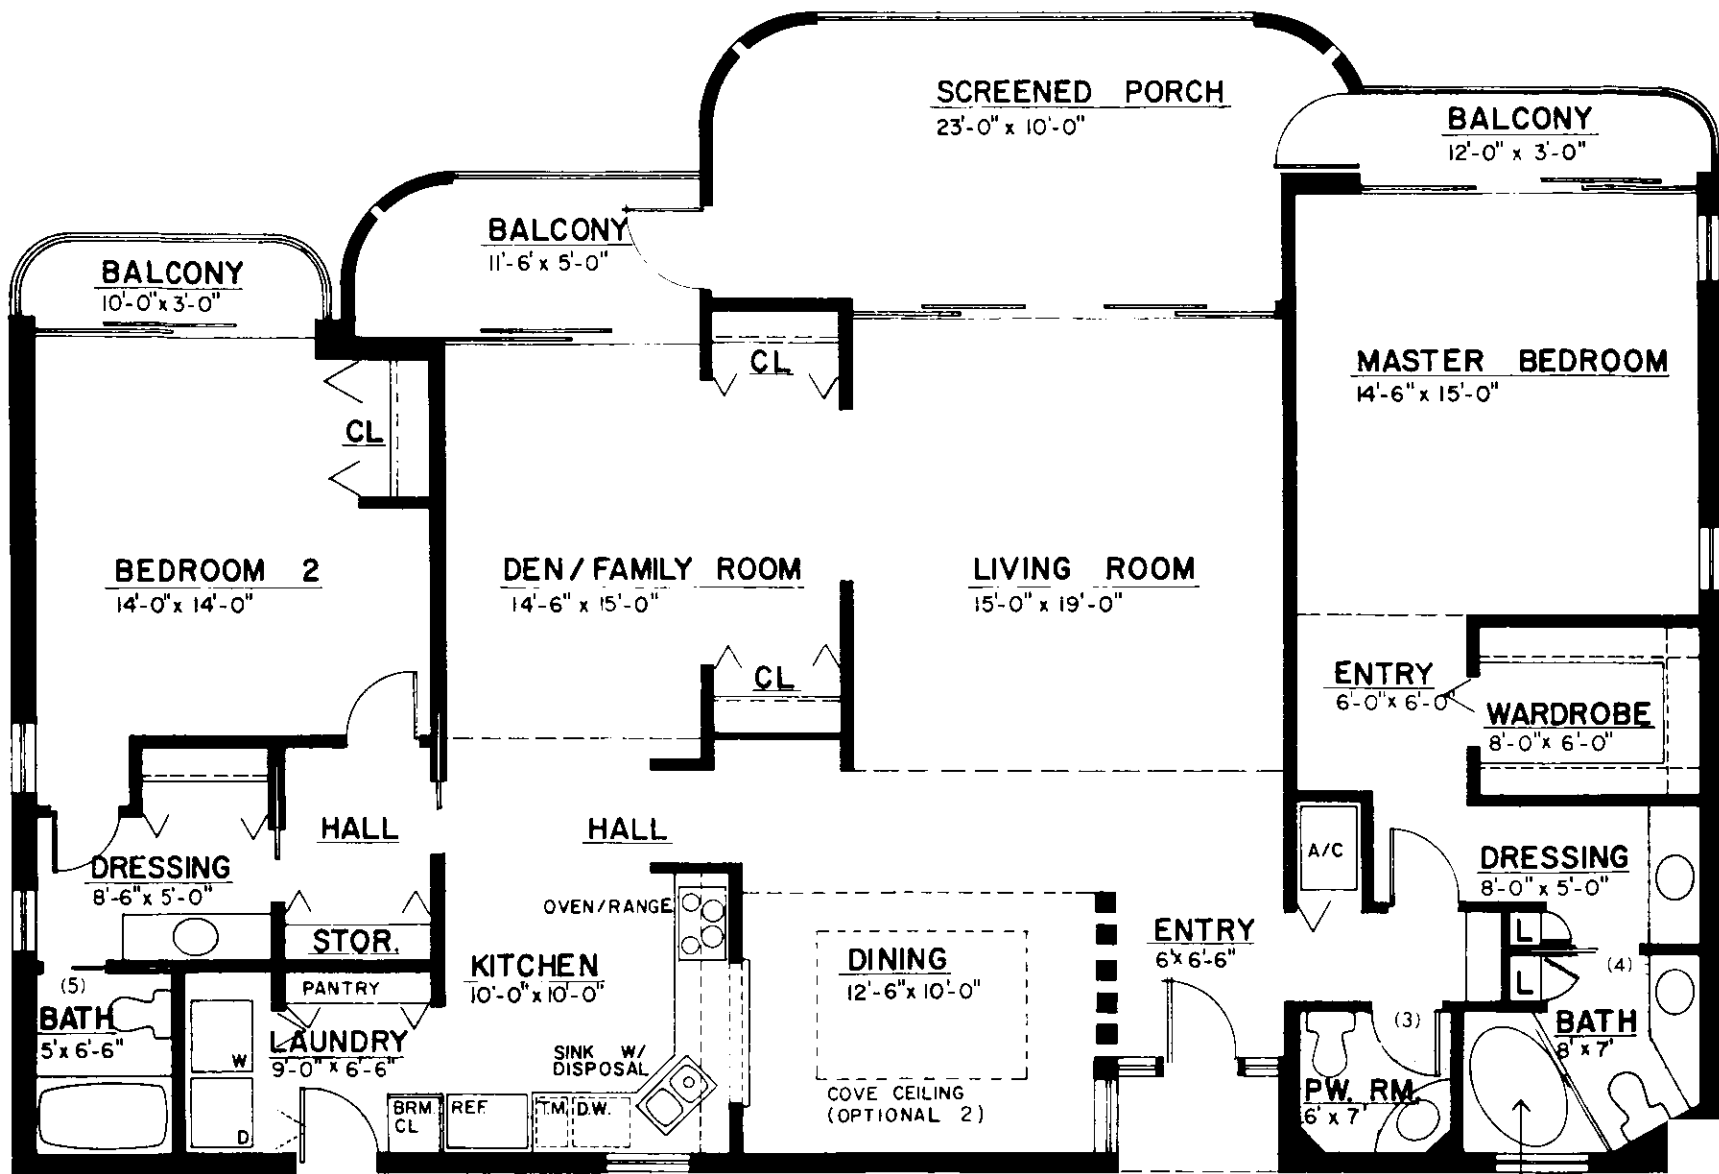 SCREENED PORCH
23'-0" x 10'-0"
BALCONY
12'-0" x 3'-0"
BALCONY
11'-6' x 5'-0"
BALCONY
10'-0" x 3'-0"
CL
MASTER BEDROOM
14'-6" x 15'-0"
CL
BEDROOM 2
14'-0" x 14'-0"
DEN/FAMILY ROOM
14'-6" x 15'-0"
LIVING ROOM
15'-0" x 19'-0"
CL
ENTRY
6'-0" x 6'-0"
WARDROBE
8'-0" x 6'-0"
HALL
HALL
A/C
DRESSING
8'-6" x 5'-0"
DRESSING
8'-0" x 5'-0"
OVEN/RANGE
STOR.
L
ENTRY
6' x 6'-6"
KITCHEN
10'-0" x 10'-0"
DINING
12'-6" x 10'-0"
(4)
(5)
PANTRY
L
BATH
5' x 6'-6"
LAUNDRY
9'-0" x 6'-6"
(3)
BATH
8' x 7'
W
SINK W/
DISPOSAL
COVE CEILING
(OPTIONAL 2)
PW. RM.
6' x 7'
BRM
CL
REF.
T.M.
D.W.
D